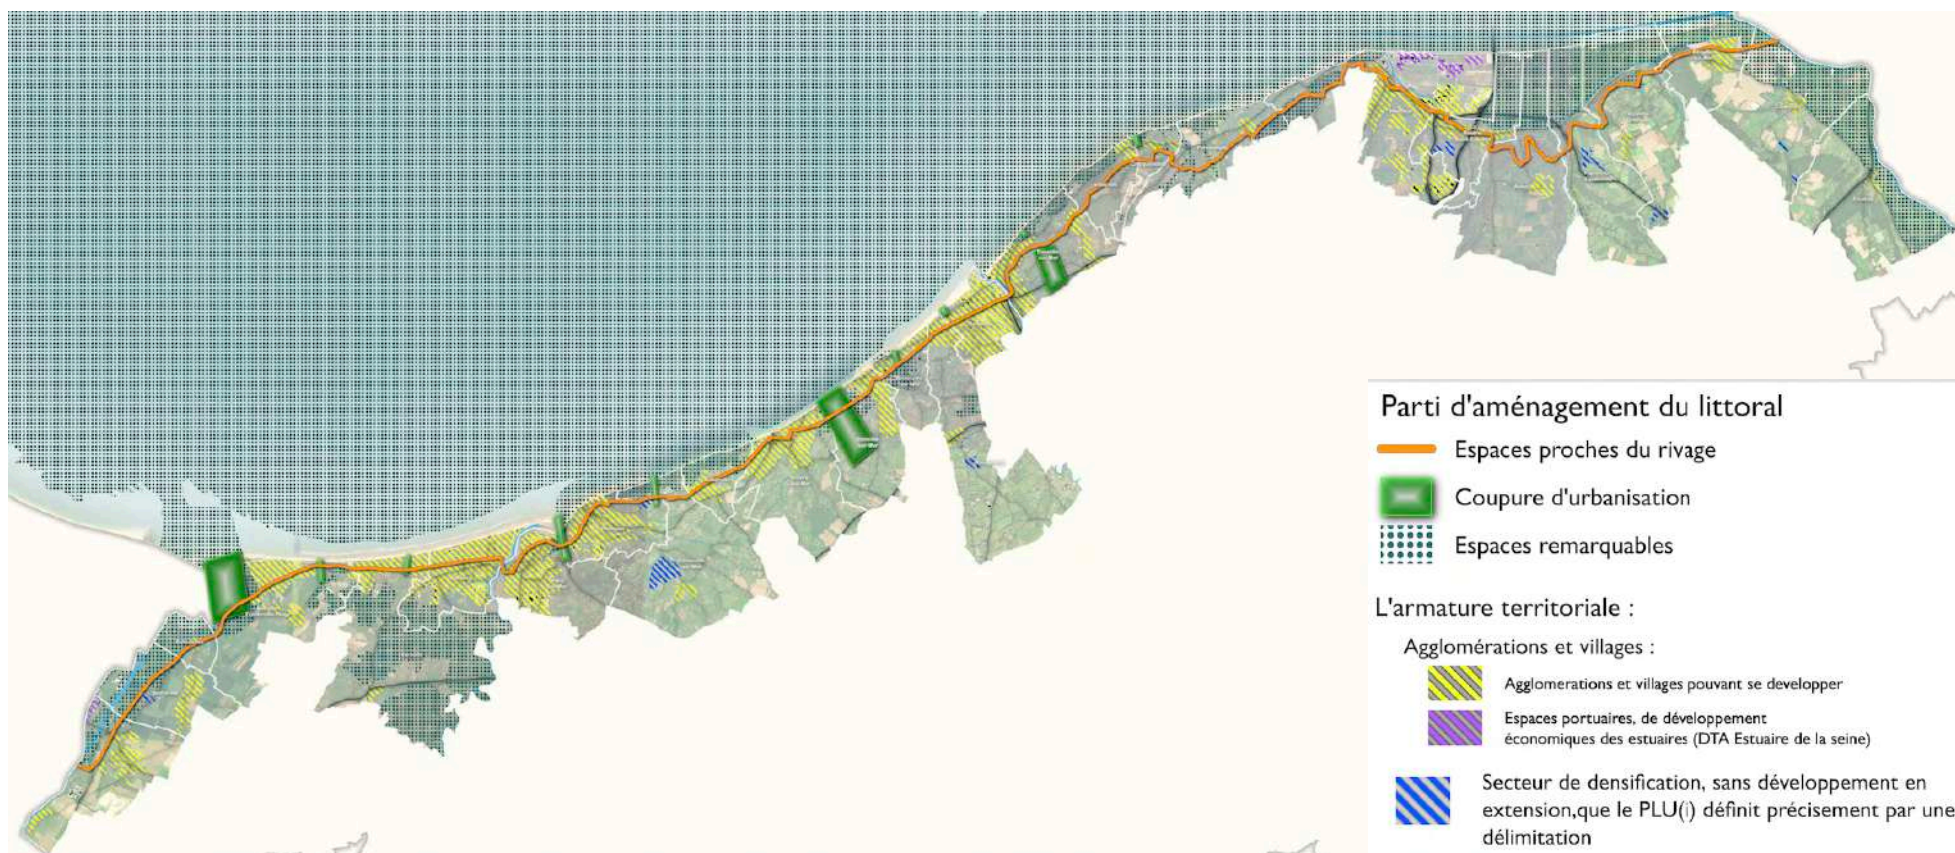 Parti d'aménagement du littoral
Espaces proches du rivage
Coupure d'urbanisation
Espaces remarquables
L'armature territoriale :
Agglomérations et villages :
Agglomerations et villages pouvant se developper
Espaces portuaires, de développement
économiques des estuaires (DTA Estuaire de la seine)
Secteur de densification, sans développement en
extension,que le PLU(i) définit précisement par une
délimitation